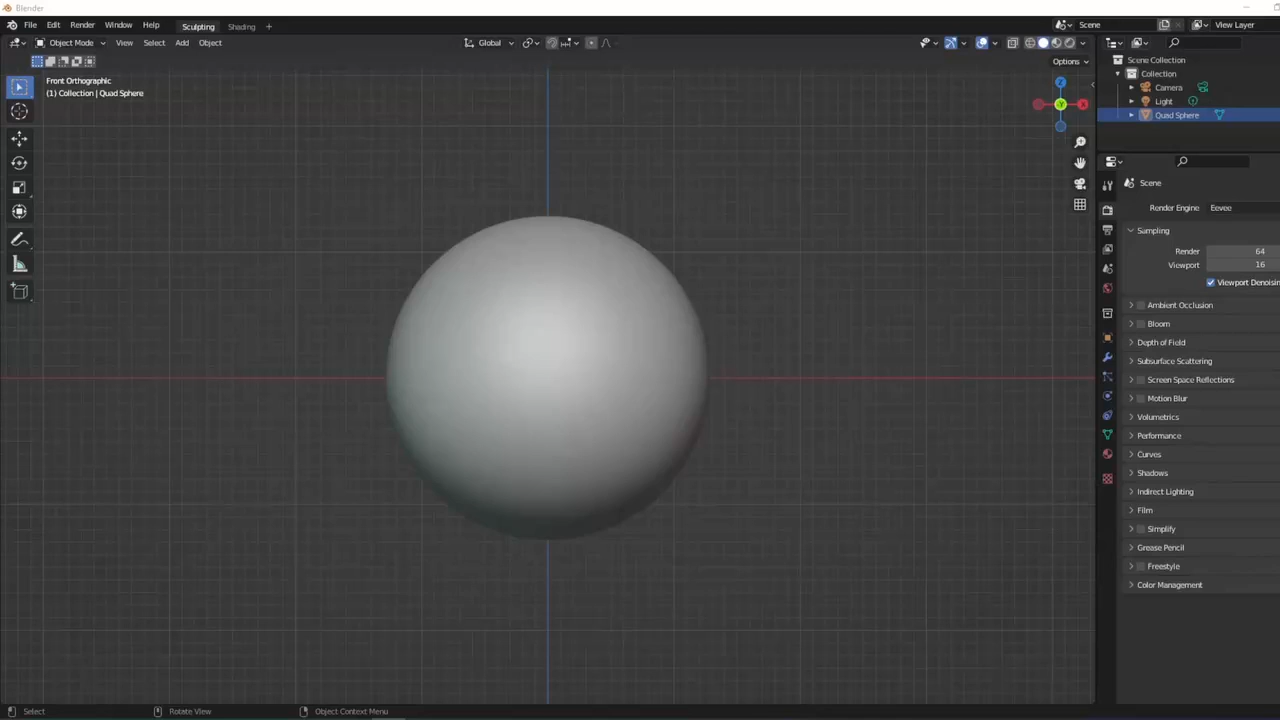 Blender
File Edit Render Window Help Sculpting Shading + Scene View Layer
Object Mode View Select Add Object Global
Options
Front Orthographic
(1) Collection | Quad Sphere
Z
Y
X
Scene Collection
Collection
Camera
Light
Quad Sphere
Scene
Render Engine Eevee
Sampling
Render 64
Viewport 16
Viewport Denoisin
Ambient Occlusion
Bloom
Depth of Field
Subsurface Scattering
Screen Space Reflections
Motion Blur
Volumetrics
Performance
Curves
Shadows
Indirect Lighting
Film
Simplify
Grease Pencil
Freestyle
Color Management
Select Rotate View Object Context Menu